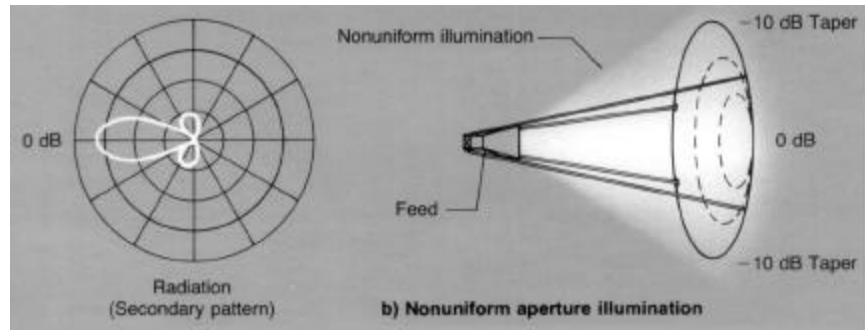 0 dB
Radiation
(Secondary pattern)
Nonuniform illumination
Feed
−10 dB Taper
0 dB
−10 dB Taper
b) Nonuniform aperture illumination